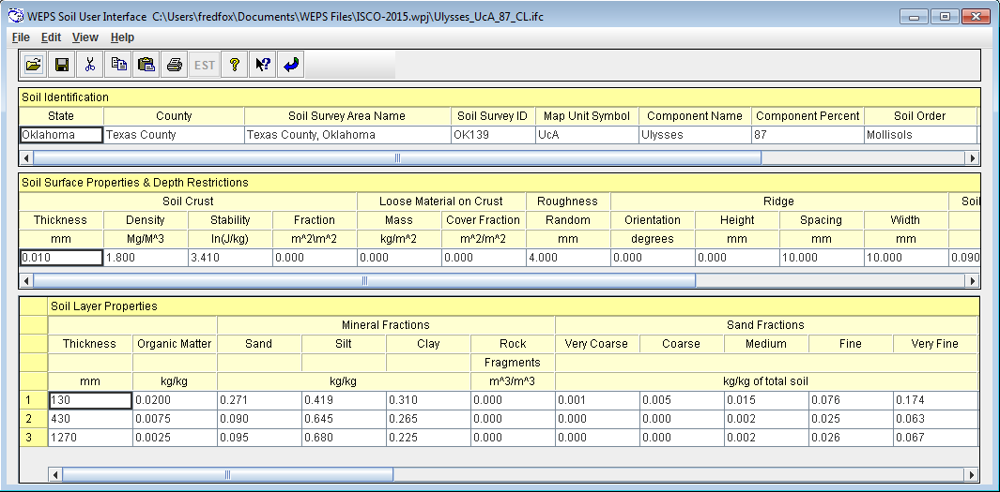 WEPS Soil User Interface C:\Users\fredfox\Documents\WEPS Files\ISCO-2015.wpj\Ulysses_UcA_87_CL.ifc
File Edit View Help
EST
Soil Identification
State County Soil Survey Area Name Soil Survey ID Map Unit Symbol Component Name Component Percent Soil Order
Oklahoma Texas County Texas County, Oklahoma OK139 UcA Ulysses 87 Mollisols
Soil Surface Properties & Depth Restrictions
Soil Crust Loose Material on Crust Roughness Ridge Soil
Thickness Density Stability Fraction Mass Cover Fraction Random Orientation Height Spacing Width
mm Mg/M^3 ln(J/kg) m^2\m^2 kg/m^2 m^2/m^2 mm degrees mm mm mm
0.010 1.800 3.410 0.000 0.000 0.000 4.000 0.000 0.000 10.000 10.000 0.090
Soil Layer Properties
Mineral Fractions Sand Fractions
Thickness Organic Matter Sand Silt Clay Rock Very Coarse Coarse Medium Fine Very Fine
Fragments
mm kg/kg kg/kg m^3/m^3 kg/kg of total soil
1 130 0.0200 0.271 0.419 0.310 0.000 0.001 0.005 0.015 0.076 0.174
2 430 0.0075 0.090 0.645 0.265 0.000 0.000 0.000 0.002 0.025 0.063
3 1270 0.0025 0.095 0.680 0.225 0.000 0.000 0.000 0.002 0.026 0.067